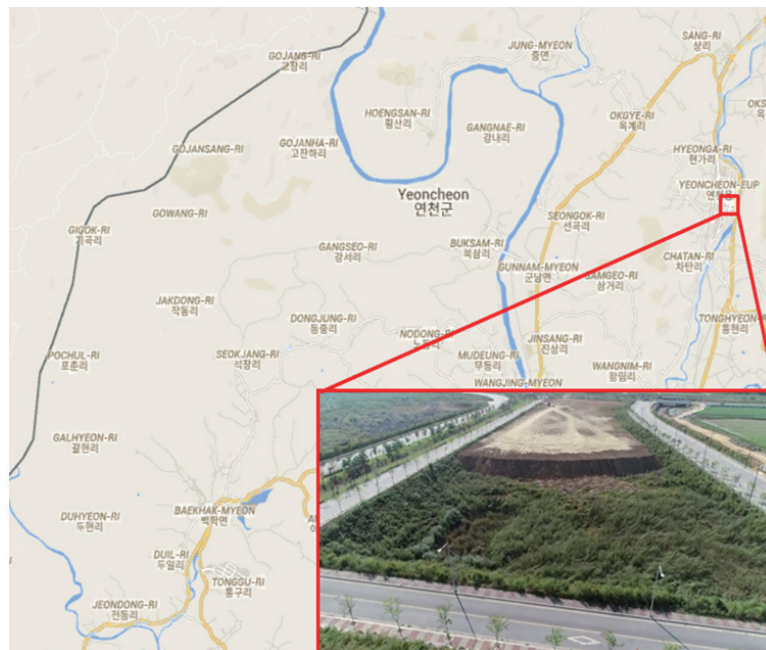 SANG-RI
상리
JUNG-MYEON
중면
GOJANG-RI
고장리
HOENGSAN-RI
횡산리
OKGYE-RI
옥계리
OKS
GANGNAE-RI
강내리
GOJANHA-RI
고잔하리
GOJANSANG-RI
HYEONGA-RI
현가리
YEONCHEON-EUP
Yeoncheon
연천군
GOWANG-RI
SEONGOK-RI
선곡리
GIGOK-RI
기곡리
GANGSEO-RI
강서리
BUKSAM-RI
북삼리
CHATAN-RI
차탄리
GUNNAM-MYEON
군남면
SAMGEO-RI
삼거리
JAKDONG-RI
작동리
DONGJUNG-RI
동중리
TONGHYEON-RI
통현리
NODONG-RI
JINSANG-RI
진상리
POCHUL-RI
포춘리
SEOKJANG-RI
석장리
MUDEUNG-RI
무등리
WANGNIM-RI
왕림리
WANGJING-MYEON
GALHYEON-RI
갈현리
DUHYEON-RI
두현리
BAEKHAK-MYEON
백학면
DUIL-RI
두일리
TONGGU-RI
통구리
JEONDONG-RI
전동리